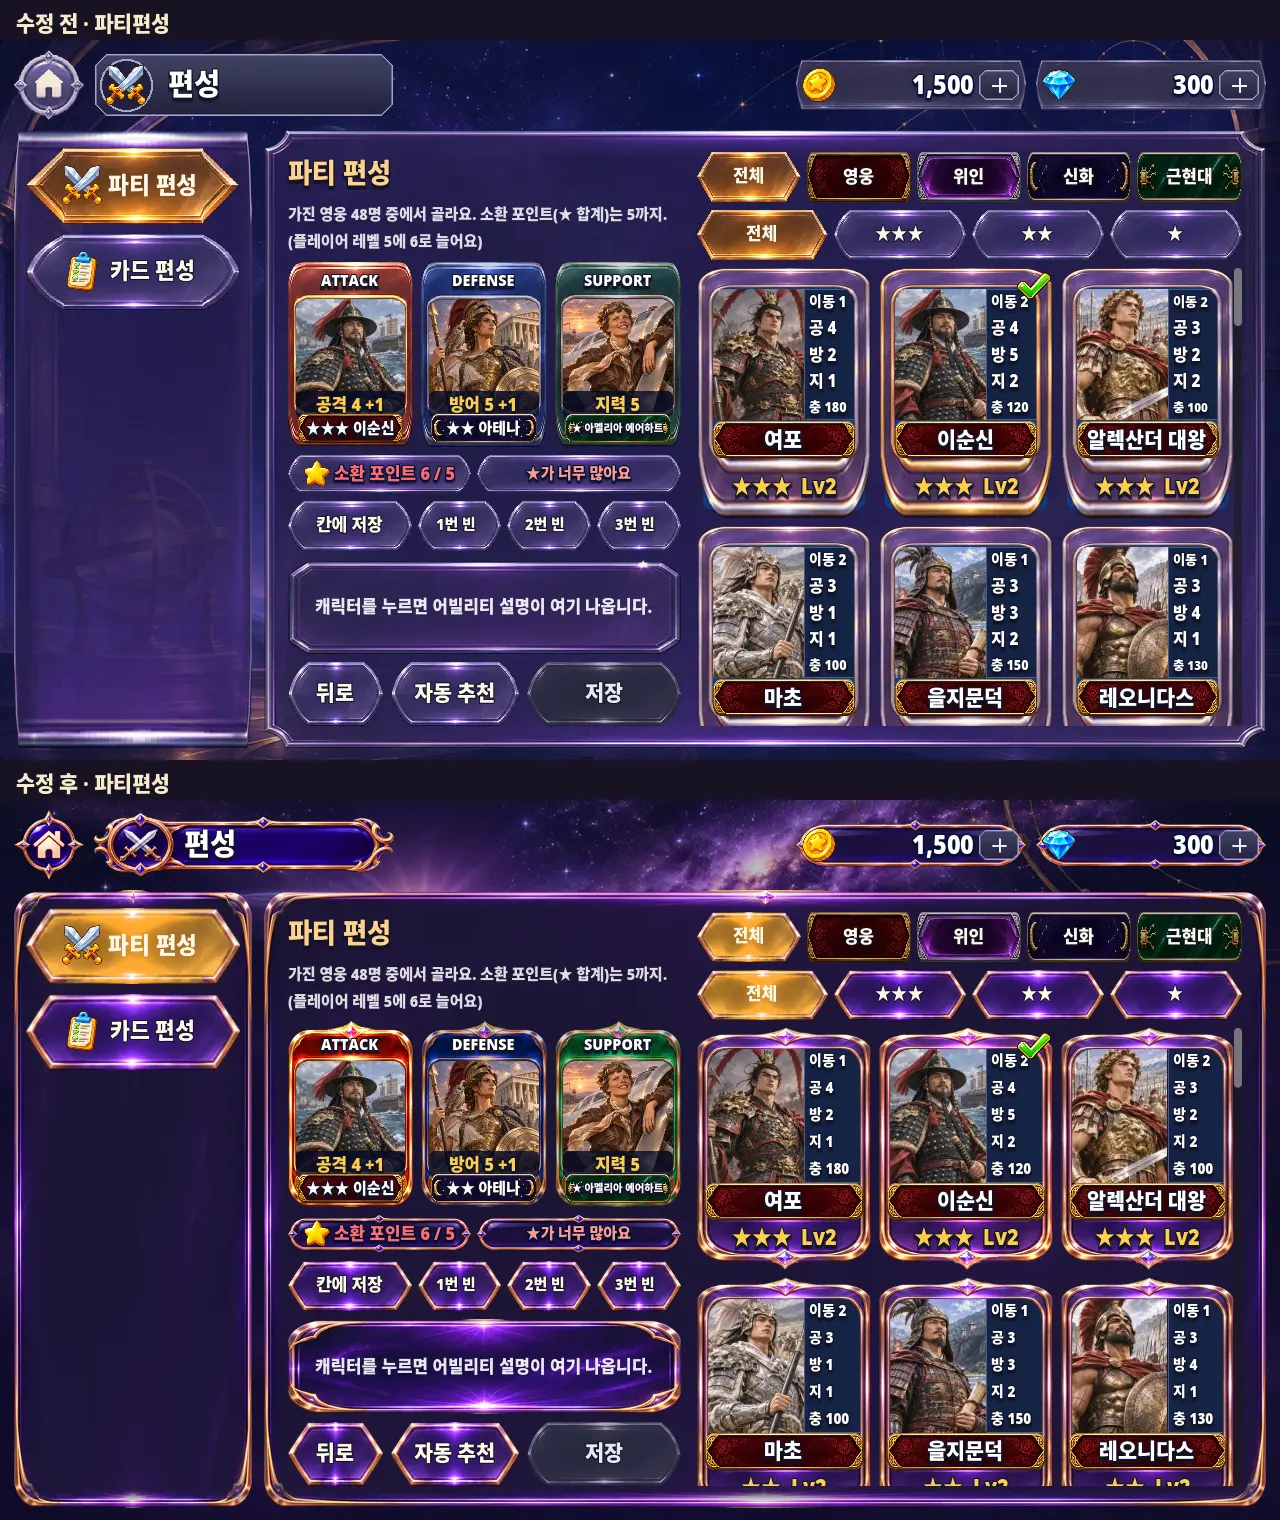 수정 전 · 파티편성
편성
1,500 +
300 +
파티 편성
카드 편성
파티 편성
가진 영웅 48명 중에서 골라요. 소환 포인트(★ 합계)는 5까지.
(플레이어 레벨 5에 6로 늘어요)
ATTACK
공격 4 +1
★★★ 이순신
DEFENSE
방어 5 +1
★★ 아테나
SUPPORT
지력 5
★ 아멜리아 에어하트
소환 포인트 6 / 5
★가 너무 많아요
칸에 저장
1번 빈
2번 빈
3번 빈
캐릭터를 누르면 어빌리티 설명이 여기 나옵니다.
뒤로
자동 추천
저장
전체
영웅
위인
신화
근현대
전체
★★★
★★
★
이동 1
공 4
방 2
지 1
충 180
여포
★★★ Lv2
이동 2
공 4
방 5
지 2
충 120
이순신
★★★ Lv2
이동 2
공 3
방 2
지 2
충 100
알렉산더 대왕
★★★ Lv2
이동 2
공 3
방 1
지 1
충 100
마초
이동 1
공 3
방 3
지 2
충 150
을지문덕
이동 1
공 3
방 4
지 1
충 130
레오니다스
수정 후 · 파티편성
편성
1,500 +
300 +
파티 편성
카드 편성
파티 편성
가진 영웅 48명 중에서 골라요. 소환 포인트(★ 합계)는 5까지.
(플레이어 레벨 5에 6로 늘어요)
ATTACK
공격 4 +1
★★★ 이순신
DEFENSE
방어 5 +1
★★ 아테나
SUPPORT
지력 5
★ 아멜리아 에어하트
소환 포인트 6 / 5
★가 너무 많아요
칸에 저장
1번 빈
2번 빈
3번 빈
캐릭터를 누르면 어빌리티 설명이 여기 나옵니다.
뒤로
자동 추천
저장
전체
영웅
위인
신화
근현대
전체
★★★
★★
★
이동 1
공 4
방 2
지 1
충 180
여포
★★★ Lv2
이동 2
공 4
방 5
지 2
충 120
이순신
★★★ Lv2
이동 2
공 3
방 2
지 2
충 100
알렉산더 대왕
★★★ Lv2
이동 2
공 3
방 1
지 1
충 100
마초
★★ Lv2
이동 1
공 3
방 3
지 2
충 150
을지문덕
★★ Lv2
이동 1
공 3
방 4
지 1
충 130
레오니다스
★★ Lv2